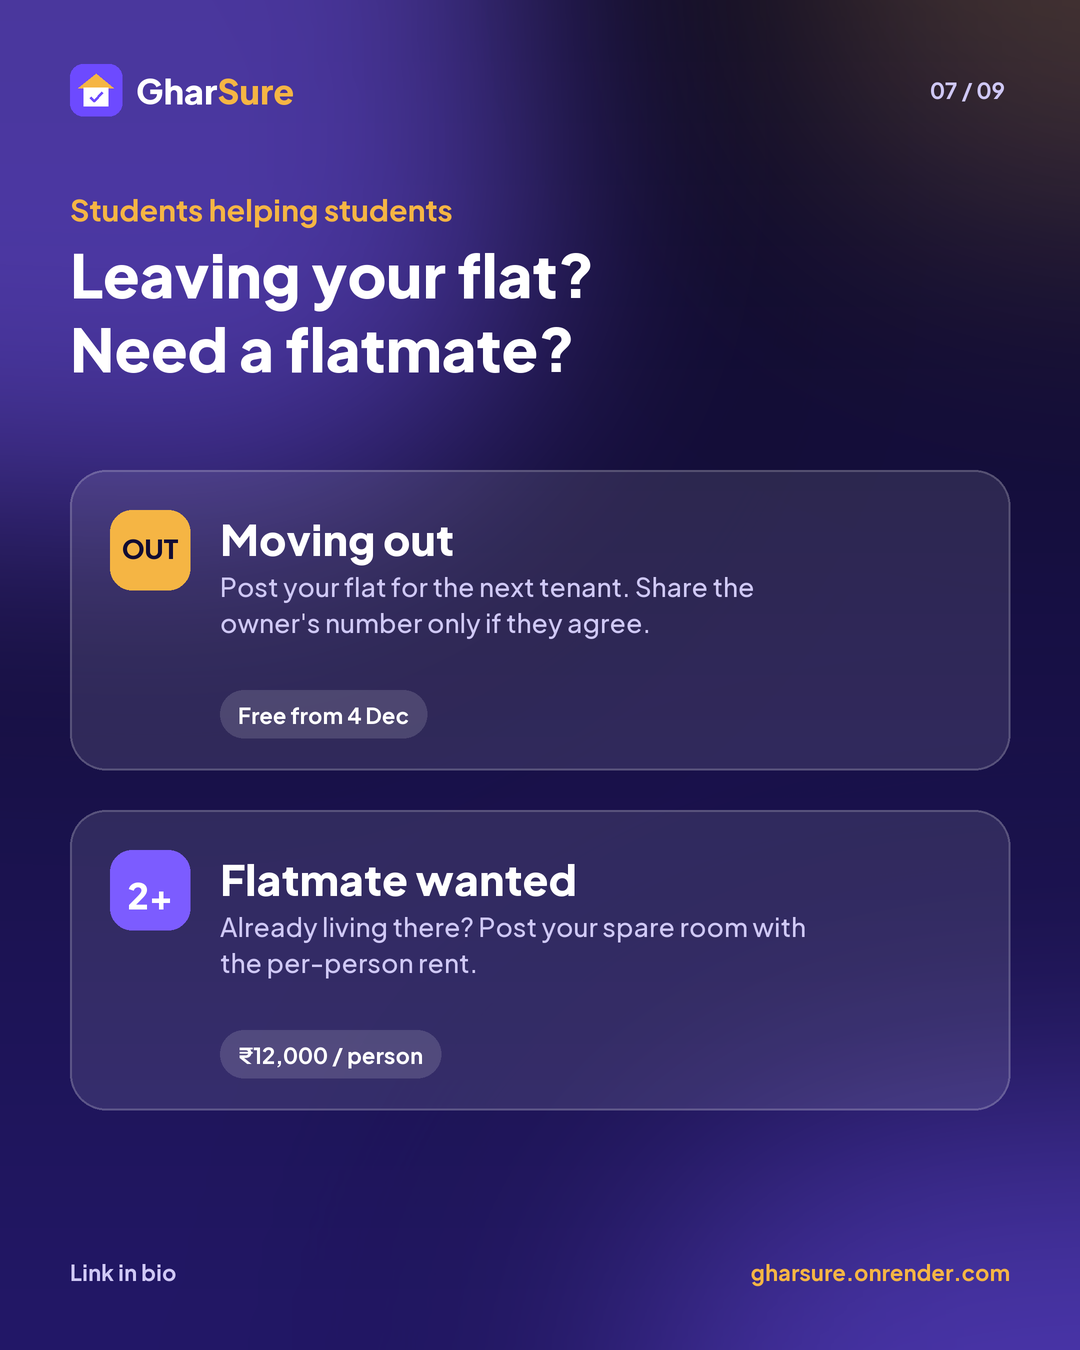 GharSure
07 / 09
Students helping students
Leaving your flat?
Need a flatmate?
OUT
Moving out
Post your flat for the next tenant. Share the
owner's number only if they agree.
Free from 4 Dec
2+
Flatmate wanted
Already living there? Post your spare room with
the per-person rent.
₹12,000 / person
Link in bio
gharsure.onrender.com